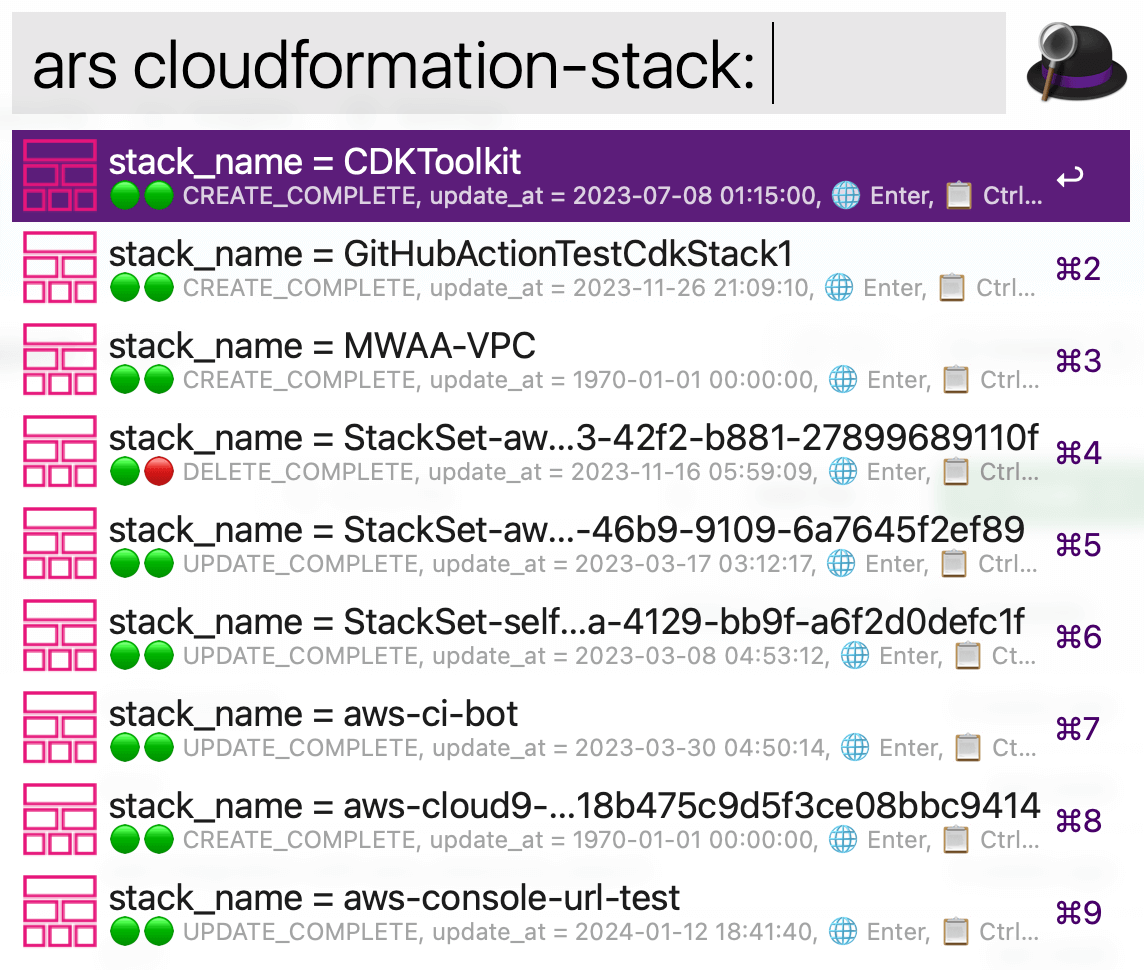 ars cloudformation-stack:
stack_name = CDKToolkit
CREATE_COMPLETE, update_at = 2023-07-08 01:15:00, 🌐 Enter, 📋 Ctrl...
stack_name = GitHubActionTestCdkStack1
CREATE_COMPLETE, update_at = 2023-11-26 21:09:10, 🌐 Enter, 📋 Ctrl...
⌘2
stack_name = MWAA-VPC
CREATE_COMPLETE, update_at = 1970-01-01 00:00:00, 🌐 Enter, 📋 Ctrl...
⌘3
stack_name = StackSet-aw...3-42f2-b881-27899689110f
DELETE_COMPLETE, update_at = 2023-11-16 05:59:09, 🌐 Enter, 📋 Ctrl...
⌘4
stack_name = StackSet-aw...-46b9-9109-6a7645f2ef89
UPDATE_COMPLETE, update_at = 2023-03-17 03:12:17, 🌐 Enter, 📋 Ctrl...
⌘5
stack_name = StackSet-self...a-4129-bb9f-a6f2d0defc1f
UPDATE_COMPLETE, update_at = 2023-03-08 04:53:12, 🌐 Enter, 📋 Ct...
⌘6
stack_name = aws-ci-bot
UPDATE_COMPLETE, update_at = 2023-03-30 04:50:14, 🌐 Enter, 📋 Ct...
⌘7
stack_name = aws-cloud9-...18b475c9d5f3ce08bbc9414
CREATE_COMPLETE, update_at = 1970-01-01 00:00:00, 🌐 Enter, 📋 Ctrl...
⌘8
stack_name = aws-console-url-test
UPDATE_COMPLETE, update_at = 2024-01-12 18:41:40, 🌐 Enter, 📋 Ctrl...
⌘9